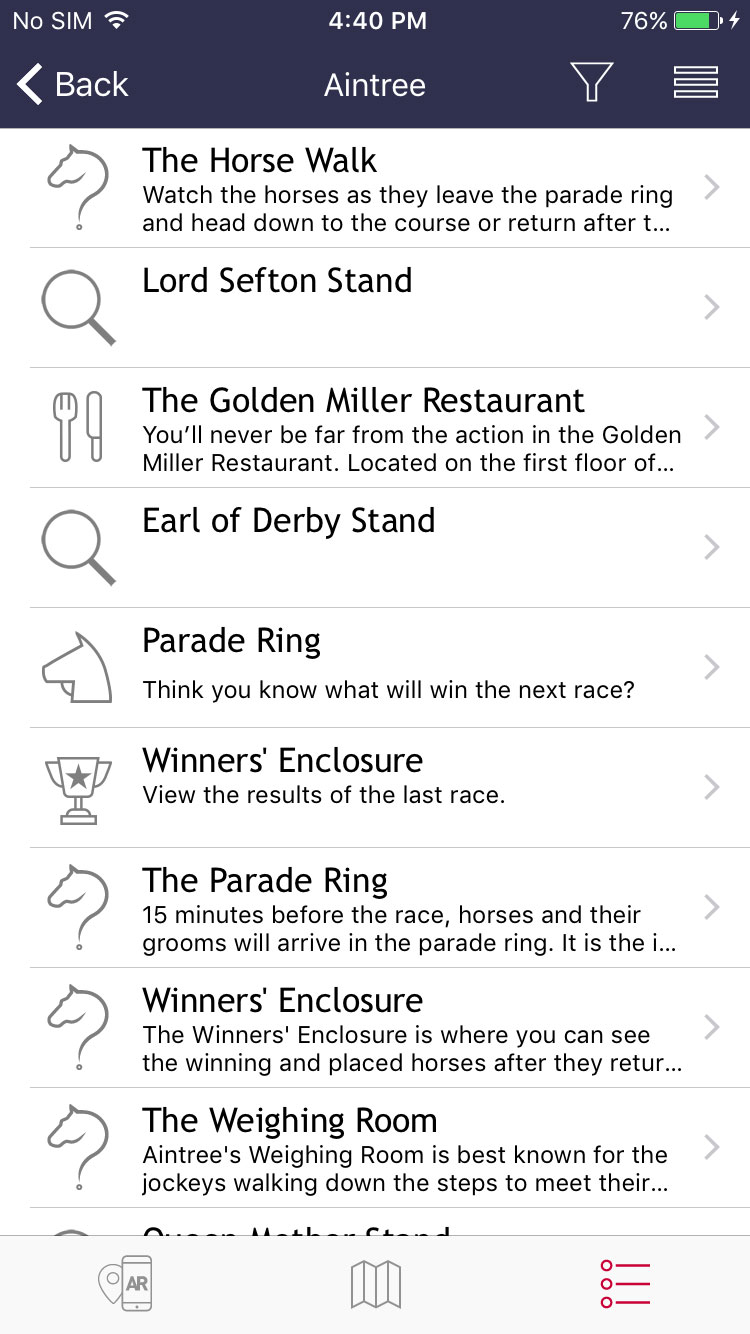 No SIM 4:40 PM 76%
Back Aintree
The Horse Walk
Watch the horses as they leave the parade ring
and head down to the course or return after t...
Lord Sefton Stand
The Golden Miller Restaurant
You’ll never be far from the action in the Golden
Miller Restaurant. Located on the first floor of...
Earl of Derby Stand
Parade Ring
Think you know what will win the next race?
Winners' Enclosure
View the results of the last race.
The Parade Ring
15 minutes before the race, horses and their
grooms will arrive in the parade ring. It is the i...
Winners' Enclosure
The Winners' Enclosure is where you can see
the winning and placed horses after they retur...
The Weighing Room
Aintree's Weighing Room is best known for the
jockeys walking down the steps to meet their...
Queen Mother Stand
AR